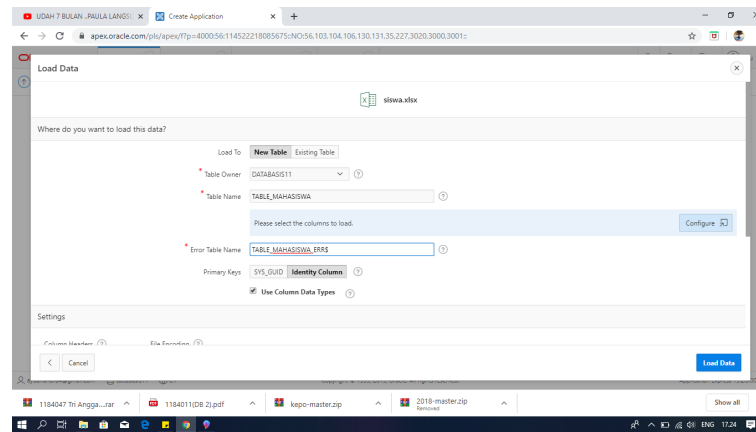 UDAH 7 BULAN ..PAULA LANGSU
Create Application
apex.oracle.com/pls/apex/f?p=4000:56:114522218085675::NO:56,103,104,106,130,131,35,227,3020,3000,3001::
Load Data
siswa.xlsx
Where do you want to load this data?
Load To New Table Existing Table
* Table Owner DATABASIS11
* Table Name TABLE_MAHASISWA
Please select the columns to load. Configure
* Error Table Name TABLE_MAHASISWA_ERR$
Primary Keys SYS_GUID Identity Column
Use Column Data Types
Settings
Column Headers File Encoding
Cancel Load Data
1184047 Tri Angga...rar 1184011(DB 2).pdf kepo-master.zip 2018-master.zip Show all
Removed
ENG 17.24